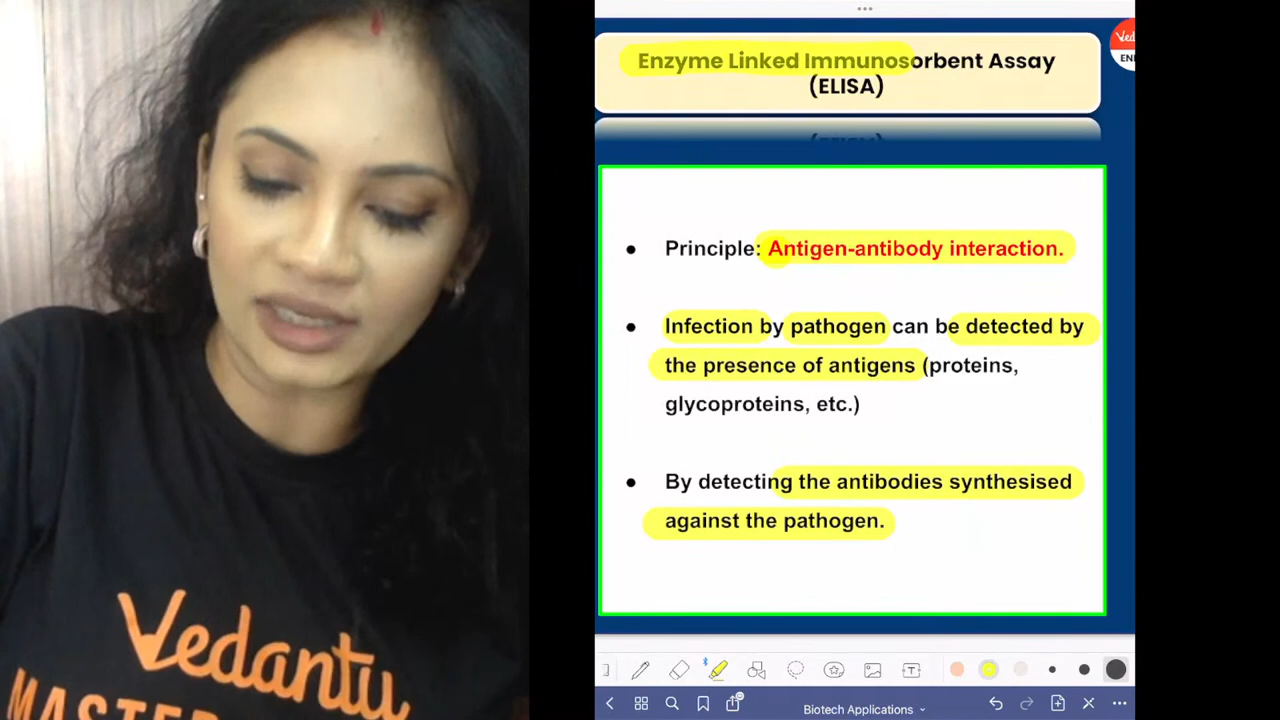 Enzyme Linked Immunosorbent Assay
(ELISA)
Principle: Antigen-antibody interaction.
Infection by pathogen can be detected by
the presence of antigens (proteins,
glycoproteins, etc.)
By detecting the antibodies synthesised
against the pathogen.
Biotech Applications
Vedantu